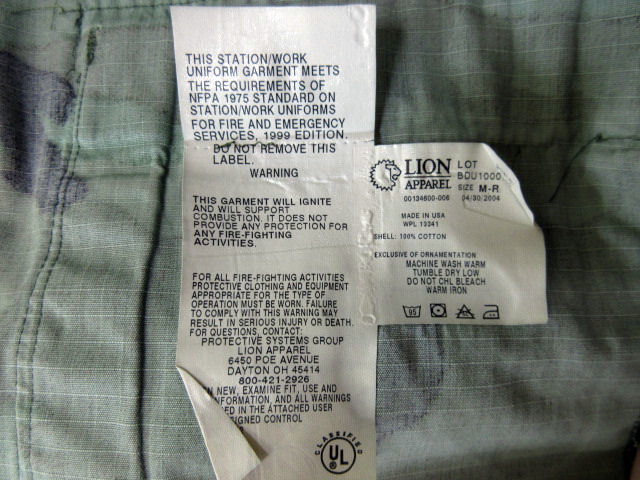 THIS STATION/WORK
UNIFORM GARMENT MEETS
THE REQUIREMENTS OF
NFPA 1975 STANDARD ON
STATION/WORK UNIFORMS
FOR FIRE AND EMERGENCY
SERVICES, 1999 EDITION.
DO NOT REMOVE THIS
LABEL.
WARNING
THIS GARMENT WILL IGNITE
AND WILL SUPPORT
COMBUSTION. IT DOES NOT
PROVIDE ANY PROTECTION FOR
ANY FIRE-FIGHTING
ACTIVITIES.
FOR ALL FIRE-FIGHTING ACTIVITIES
PROTECTIVE CLOTHING AND EQUIPMENT
APPROPRIATE FOR THE TYPE OF
OPERATION MUST BE WORN. FAILURE
TO COMPLY WITH THIS WARNING MAY
RESULT IN SERIOUS INJURY OR DEATH.
FOR QUESTIONS, CONTACT:
PROTECTIVE SYSTEMS GROUP
LION APPAREL
6450 POE AVENUE
DAYTON OH 45414
800-421-2926
N NEW, EXAMINE FIT, USE AND
INFORMATION, AND ALL WARNINGS
ED IN THE ATTACHED USER
SIGNED CONTROL
CLASSIFIED
UL
LION
APPAREL
LOT
BDU1000
SIZE M-R
00134600-006 04/30/2004
MADE IN USA
WPL 13341
SHELL: 100% COTTON
EXCLUSIVE OF ORNAMENTATION
MACHINE WASH WARM
TUMBLE DRY LOW
DO NOT CHL BLEACH
WARM IRON
95